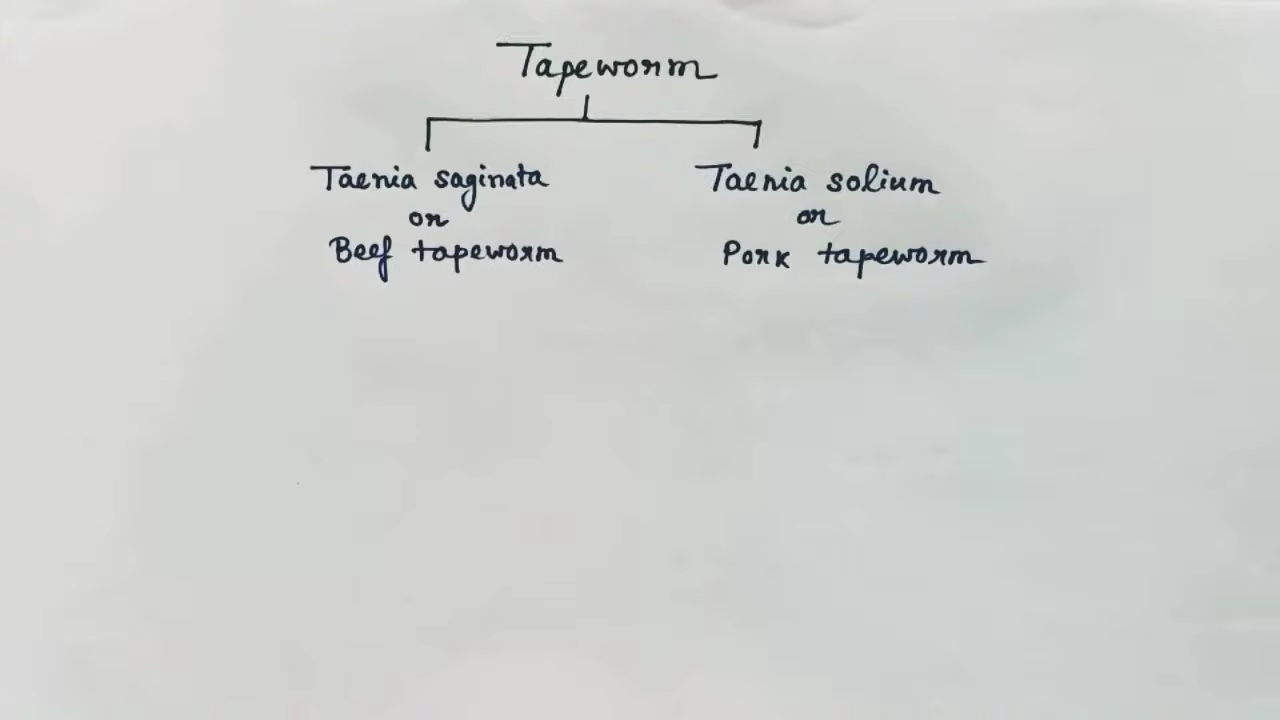 Tapeworm
Taenia saginata
or
Beef tapeworm
Taenia solium
or
Pork tapeworm